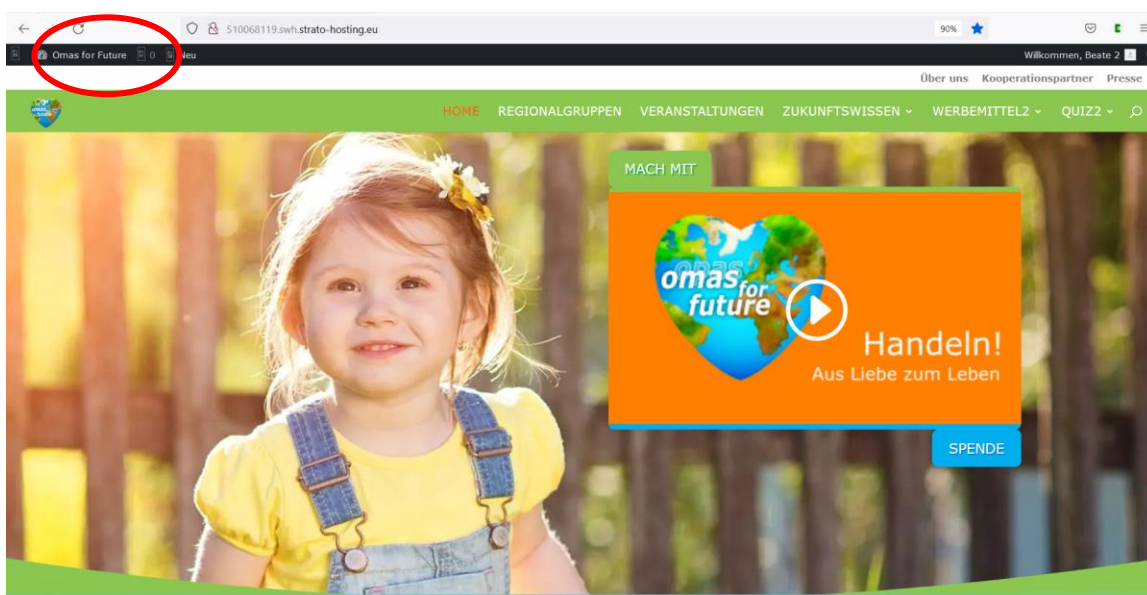 510068119.swh.strato-hosting.eu
90%
Omas for Future 0 Neu
Willkommen, Beate 2
Über uns Kooperationspartner Presse
HOME REGIONALGRUPPEN VERANSTALTUNGEN ZUKUNFTSWISSEN WERBEMITTEL2 QUIZ2
MACH MIT
omas
for
future
Handeln!
Aus Liebe zum Leben
SPENDE